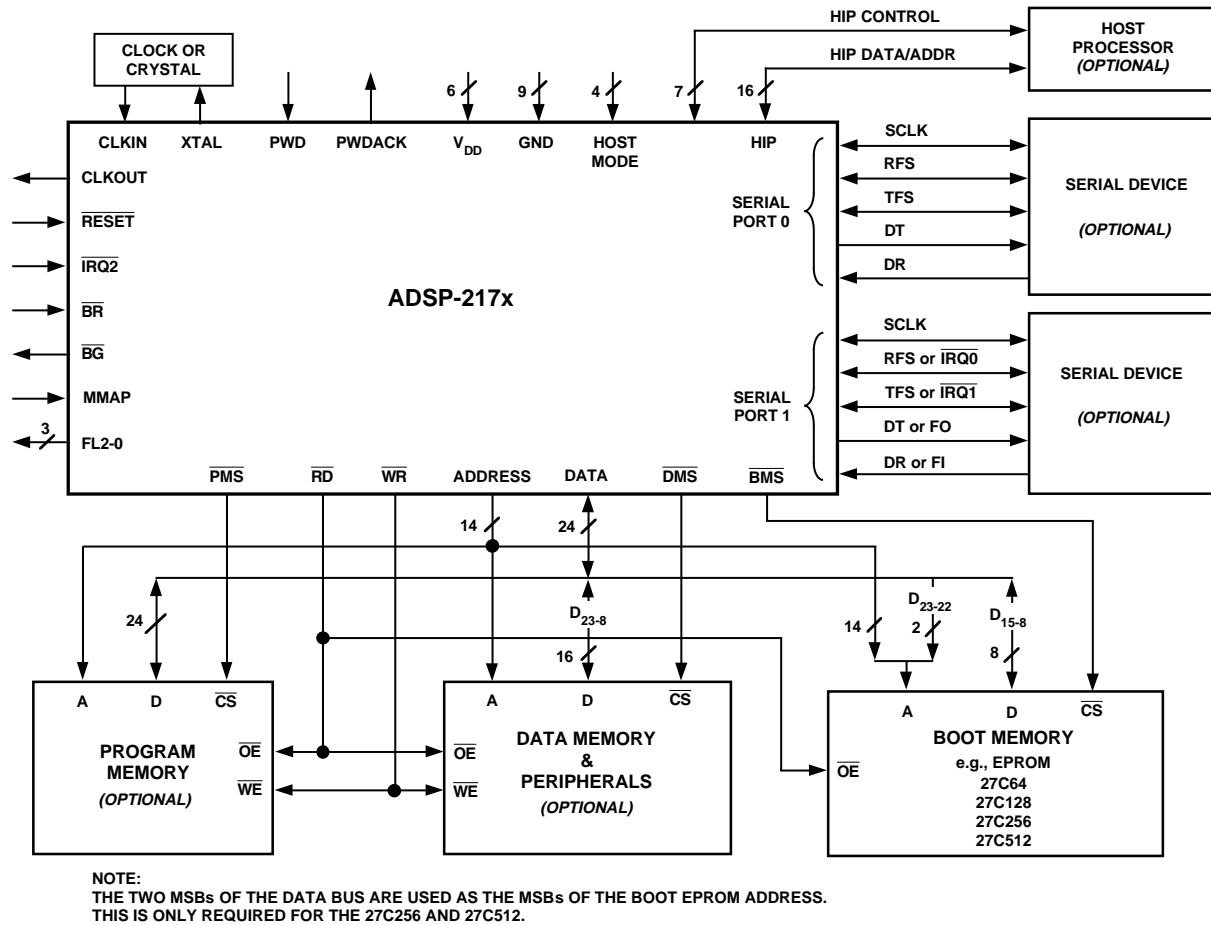 HIP CONTROL
HIP DATA/ADDR
HOST
PROCESSOR
(OPTIONAL)
CLOCK OR
CRYSTAL
6
9
4
7
16
CLKIN
XTAL
PWD
PWDACK
VDD
GND
HOST
MODE
HIP
CLKOUT
RESET
IRQ2
BR
BG
MMAP
3
FL2-0
ADSP-217x
SERIAL
PORT 0
SCLK
RFS
TFS
DT
DR
SERIAL DEVICE
(OPTIONAL)
SERIAL
PORT 1
SCLK
RFS or IRQ0
TFS or IRQ1
DT or FO
DR or FI
SERIAL DEVICE
(OPTIONAL)
PMS
RD
WR
ADDRESS
DATA
DMS
BMS
14
24
24
D23-8
16
14
D23-22
2
D15-8
8
A
D
CS
PROGRAM
MEMORY
(OPTIONAL)
OE
WE
A
D
CS
OE
WE
DATA MEMORY
&
PERIPHERALS
(OPTIONAL)
A
D
CS
OE
BOOT MEMORY
e.g., EPROM
27C64
27C128
27C256
27C512
NOTE:
THE TWO MSBs OF THE DATA BUS ARE USED AS THE MSBs OF THE BOOT EPROM ADDRESS.
THIS IS ONLY REQUIRED FOR THE 27C256 AND 27C512.